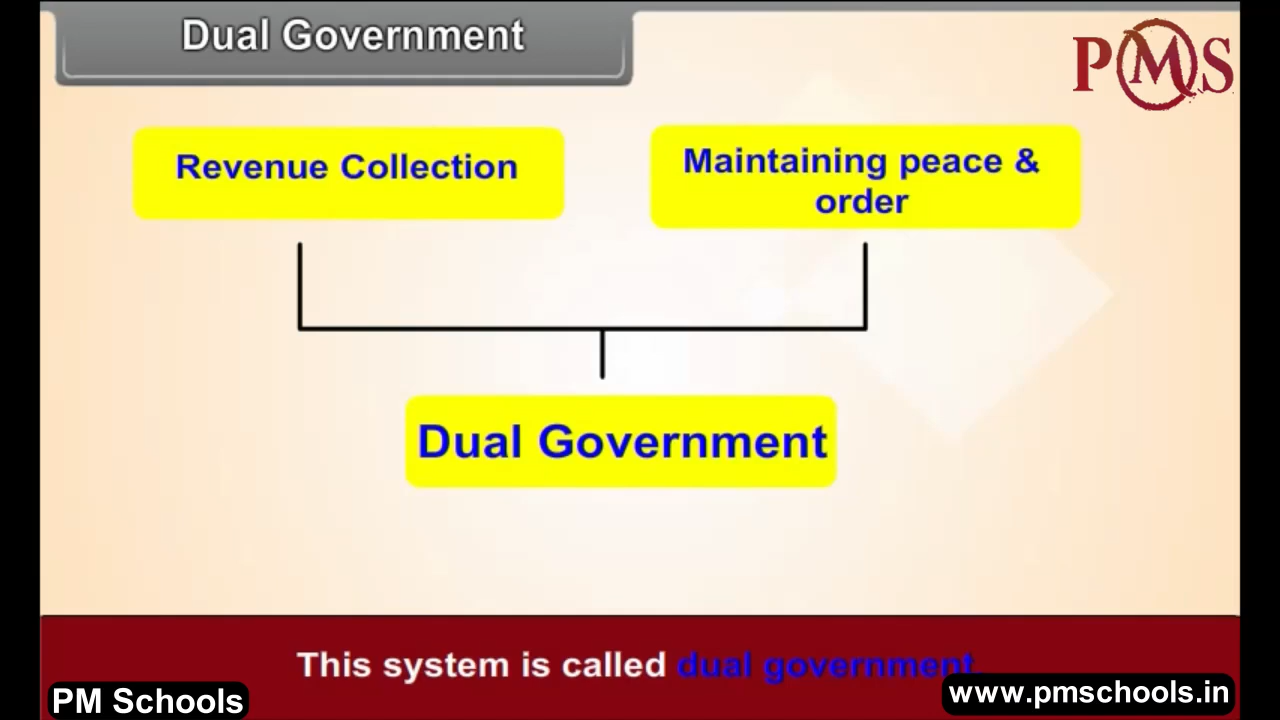 Dual Government
PMS
Revenue Collection
Maintaining peace &
order
Dual Government
This system is called dual government
PM Schools
www.pmschools.in